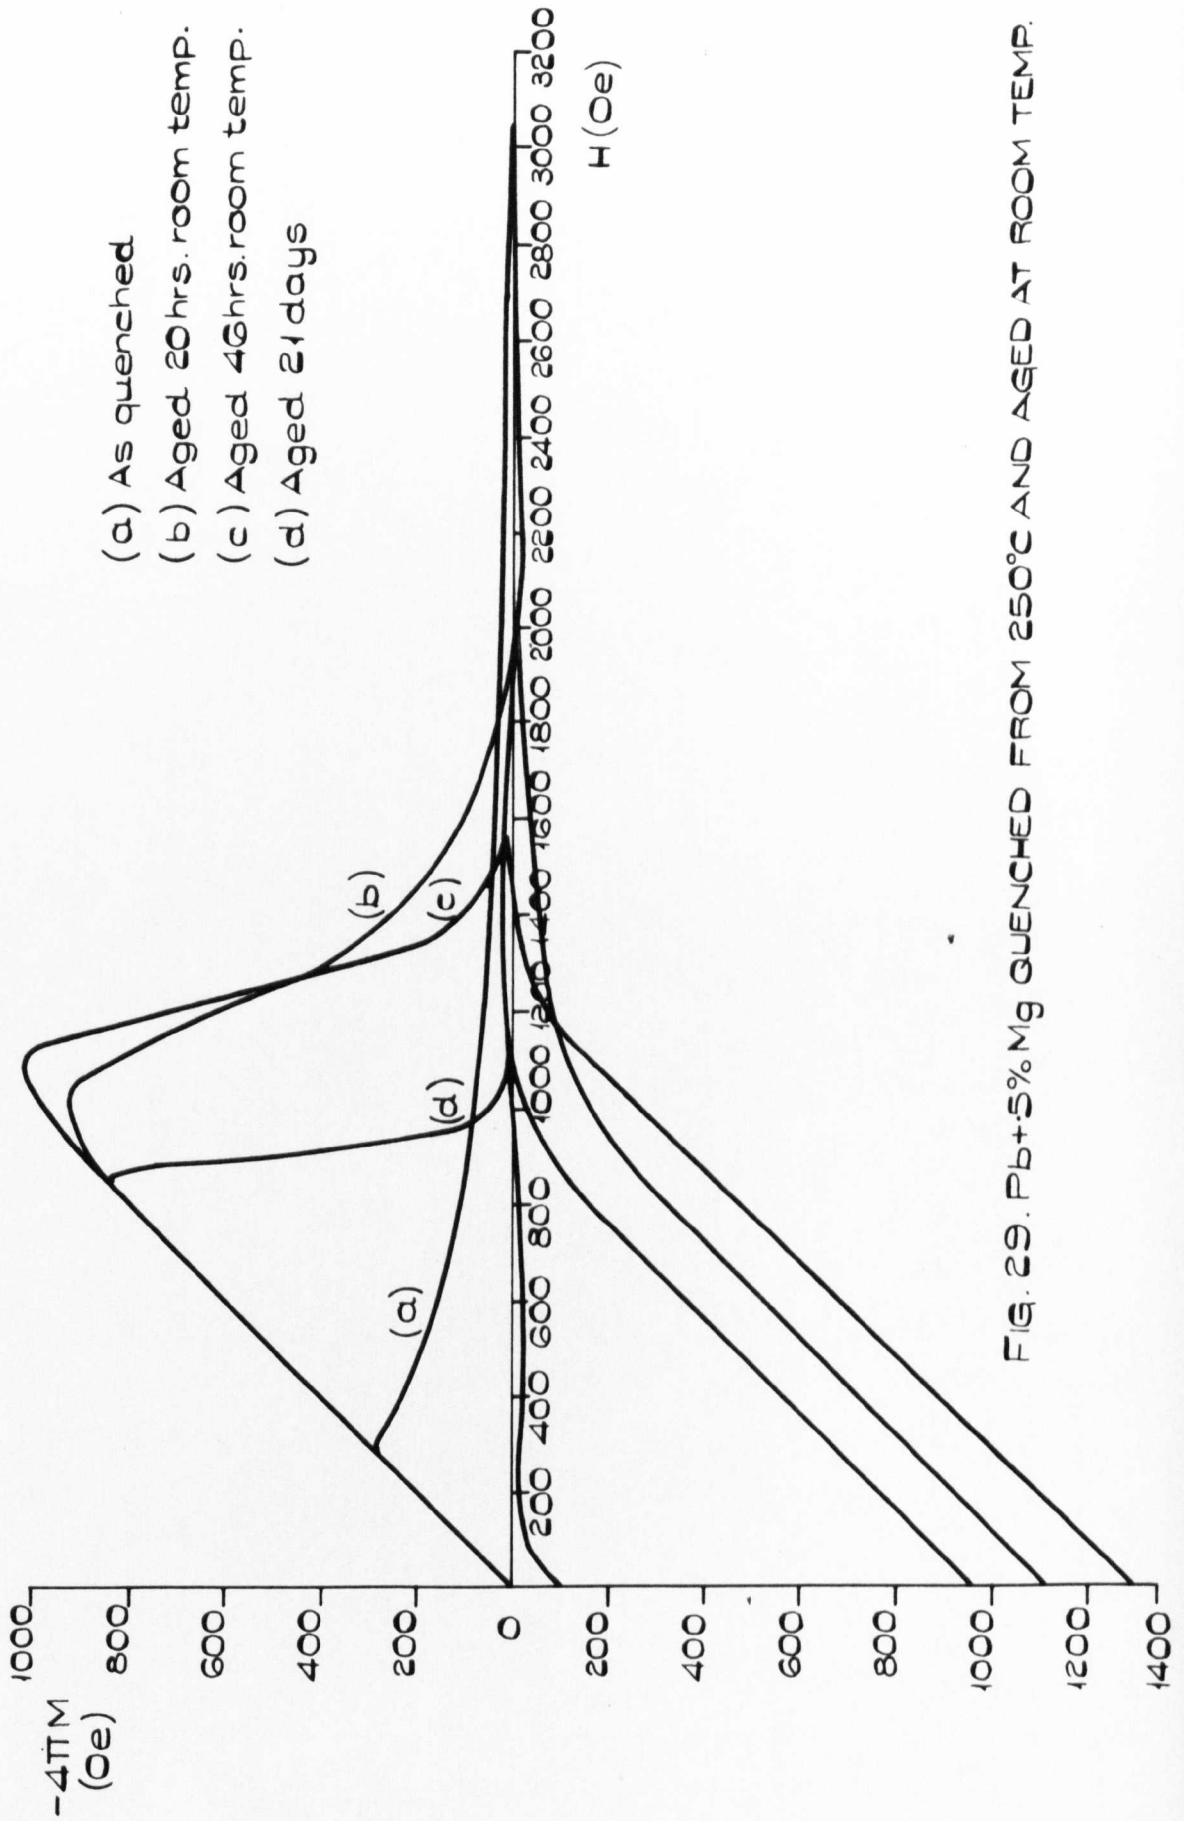 -4πM
(Oe)
1000
800
600
400
200
0
200
400
600
800
1000
1200
1400
(a) As quenched
(b) Aged 20hrs. room temp.
(c) Aged 46hrs. room temp.
(d) Aged 21 days
(a)
(d)
(b)
(c)
200 400 600 800 1000 1200 1400 1600 1800 2000 2200 2400 2600 2800 3000 3200
H (Oe)
FIG. 29. Pb+·5% Mg QUENCHED FROM 250°C AND AGED AT ROOM TEMP.